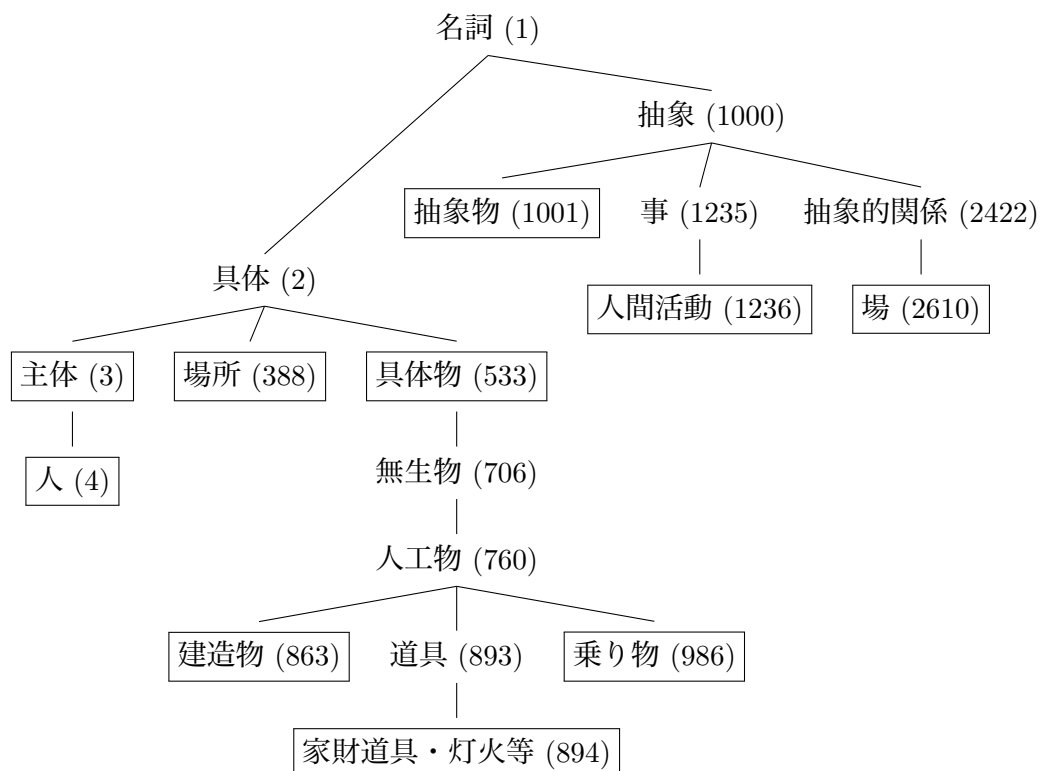 名詞 (1)
抽象 (1000)
抽象物 (1001) 事 (1235) 抽象的関係 (2422)
具体 (2)
人間活動 (1236) 場 (2610)
主体 (3) 場所 (388) 具体物 (533)
人 (4) 無生物 (706)
人工物 (760)
建造物 (863) 道具 (893) 乗り物 (986)
家財道具・灯火等 (894)